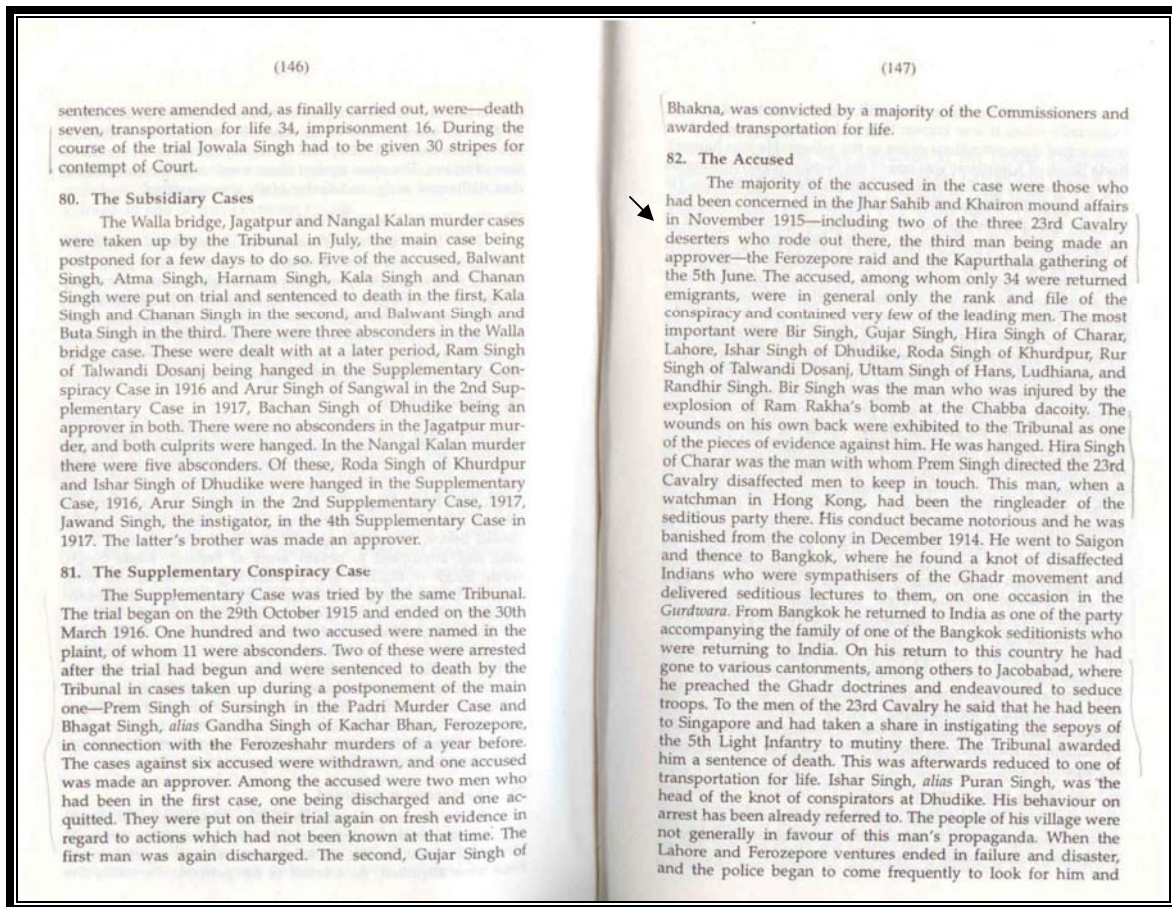 (146)
sentences were amended and, as finally carried out, were—death
seven, transportation for life 34, imprisonment 16. During the
course of the trial Jowala Singh had to be given 30 stripes for
contempt of Court.
80. The Subsidiary Cases
The Walla bridge, Jagatpur and Nangal Kalan murder cases
were taken up by the Tribunal in July, the main case being
postponed for a few days to do so. Five of the accused, Balwant
Singh, Atma Singh, Harnam Singh, Kala Singh and Chanan
Singh were put on trial and sentenced to death in the first, Kala
Singh and Chanan Singh in the second, and Balwant Singh and
Buta Singh in the third. There were three absconders in the Walla
bridge case. These were dealt with at a later period, Ram Singh
of Talwandi Dosanj being hanged in the Supplementary Con-
spiracy Case in 1916 and Arur Singh of Sangwal in the 2nd Sup-
plementary Case in 1917, Bachan Singh of Dhudike being an
approver in both. There were no absconders in the Jagatpur mur-
der, and both culprits were hanged. In the Nangal Kalan murder
there were five absconders. Of these, Roda Singh of Khurdpur
and Ishar Singh of Dhudike were hanged in the Supplementary
Case, 1916, Arur Singh in the 2nd Supplementary Case, 1917,
Jawand Singh, the instigator, in the 4th Supplementary Case in
1917. The latter's brother was made an approver.
81. The Supplementary Conspiracy Case
The Supplementary Case was tried by the same Tribunal.
The trial began on the 29th October 1915 and ended on the 30th
March 1916. One hundred and two accused were named in the
plaint, of whom 11 were absconders. Two of these were arrested
after the trial had begun and were sentenced to death by the
Tribunal in cases taken up during a postponement of the main
one—Prem Singh of Sursingh in the Padri Murder Case and
Bhagat Singh, alias Gandha Singh of Kachar Bhan, Ferozepore,
in connection with the Ferozeshahr murders of a year before.
The cases against six accused were withdrawn, and one accused
was made an approver. Among the accused were two men who
had been in the first case, one being discharged and one ac-
quitted. They were put on their trial again on fresh evidence in
regard to actions which had not been known at that time. The
first man was again discharged. The second, Gujar Singh of
(147)
Bhakna, was convicted by a majority of the Commissioners and
awarded transportation for life.
82. The Accused
The majority of the accused in the case were those who
had been concerned in the Jhar Sahib and Khairon mound affairs
in November 1915—including two of the three 23rd Cavalry
deserters who rode out there, the third man being made an
approver—the Ferozepore raid and the Kapurthala gathering of
the 5th June. The accused, among whom only 34 were returned
emigrants, were in general only the rank and file of the
conspiracy and contained very few of the leading men. The most
important were Bir Singh, Gujar Singh, Hira Singh of Charar,
Lahore, Ishar Singh of Dhudike, Roda Singh of Khurdpur, Rur
Singh of Talwandi Dosanj, Uttam Singh of Hans, Ludhiana, and
Randhir Singh. Bir Singh was the man who was injured by the
explosion of Ram Rakha's bomb at the Chabba dacoity. The
wounds on his own back were exhibited to the Tribunal as one
of the pieces of evidence against him. He was hanged. Hira Singh
of Charar was the man with whom Prem Singh directed the 23rd
Cavalry disaffected men to keep in touch. This man, when a
watchman in Hong Kong, had been the ringleader of the
seditious party there. His conduct became notorious and he was
banished from the colony in December 1914. He went to Saigon
and thence to Bangkok, where he found a knot of disaffected
Indians who were sympathisers of the Ghadr movement and
delivered seditious lectures to them, on one occasion in the
Gurdwara. From Bangkok he returned to India as one of the party
accompanying the family of one of the Bangkok seditionists who
were returning to India. On his return to this country he had
gone to various cantonments, among others to Jacobabad, where
he preached the Ghadr doctrines and endeavoured to seduce
troops. To the men of the 23rd Cavalry he said that he had been
to Singapore and had taken a share in instigating the sepoys of
the 5th Light Infantry to mutiny there. The Tribunal awarded
him a sentence of death. This was afterwards reduced to one of
transportation for life. Ishar Singh, alias Puran Singh, was the
head of the knot of conspirators at Dhudike. His behaviour on
arrest has been already referred to. The people of his village were
not generally in favour of this man's propaganda. When the
Lahore and Ferozepore ventures ended in failure and disaster,
and the police began to come frequently to look for him and